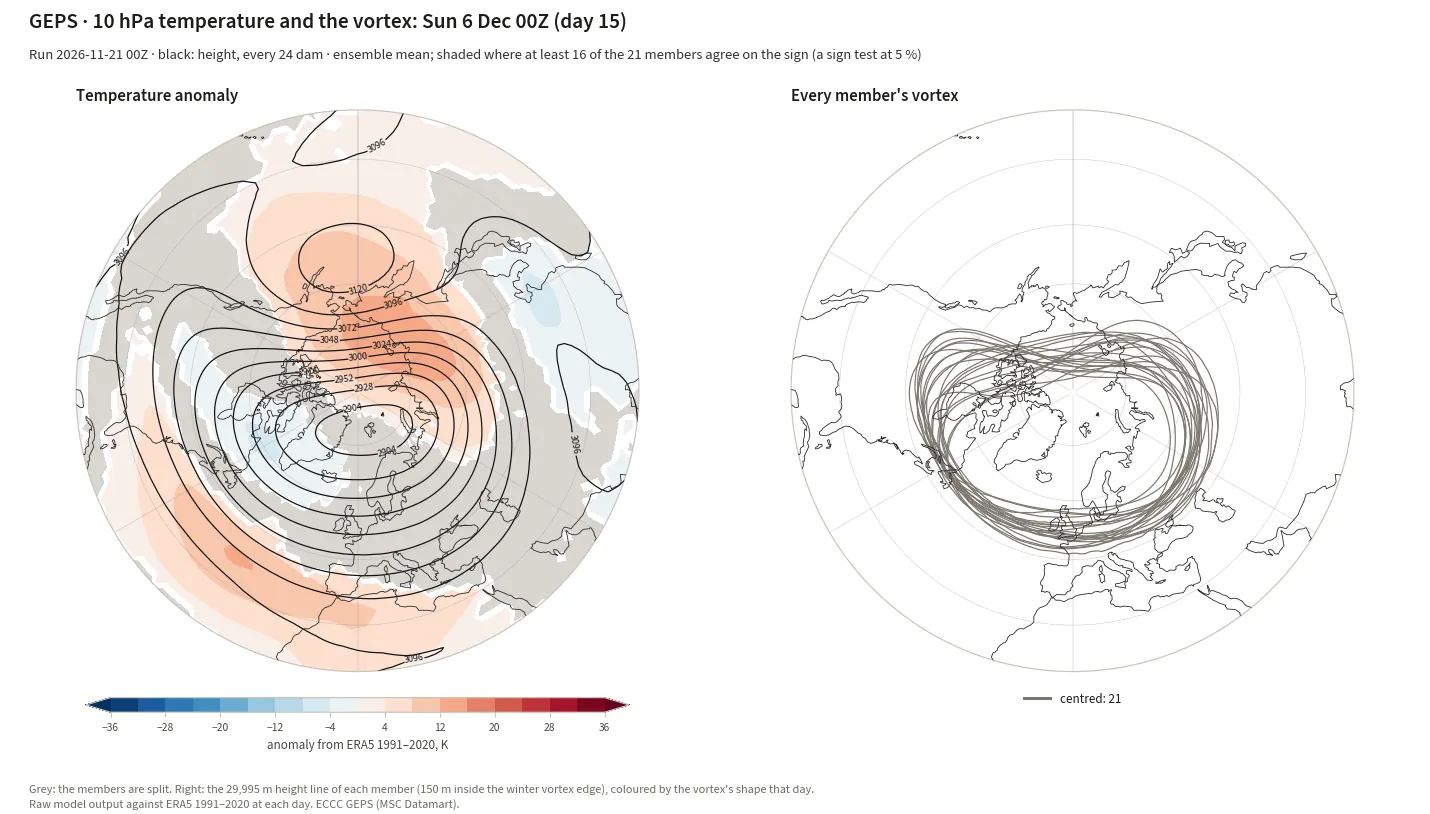 GEPS · 10 hPa temperature and the vortex: Sun 6 Dec 00Z (day 15)
Run 2026-11-21 00Z · black: height, every 24 dam · ensemble mean; shaded where at least 16 of the 21 members agree on the sign (a sign test at 5 %)
Temperature anomaly
Every member's vortex
3096
3096
3120
3096
3072
3048
3024
3000
2952
2928
2904
2904
3096
3096
−36 −28 −20 −12 −4 4 12 20 28 36
anomaly from ERA5 1991–2020, K
centred: 21
Grey: the members are split. Right: the 29,995 m height line of each member (150 m inside the winter vortex edge), coloured by the vortex's shape that day.
Raw model output against ERA5 1991–2020 at each day. ECCC GEPS (MSC Datamart).